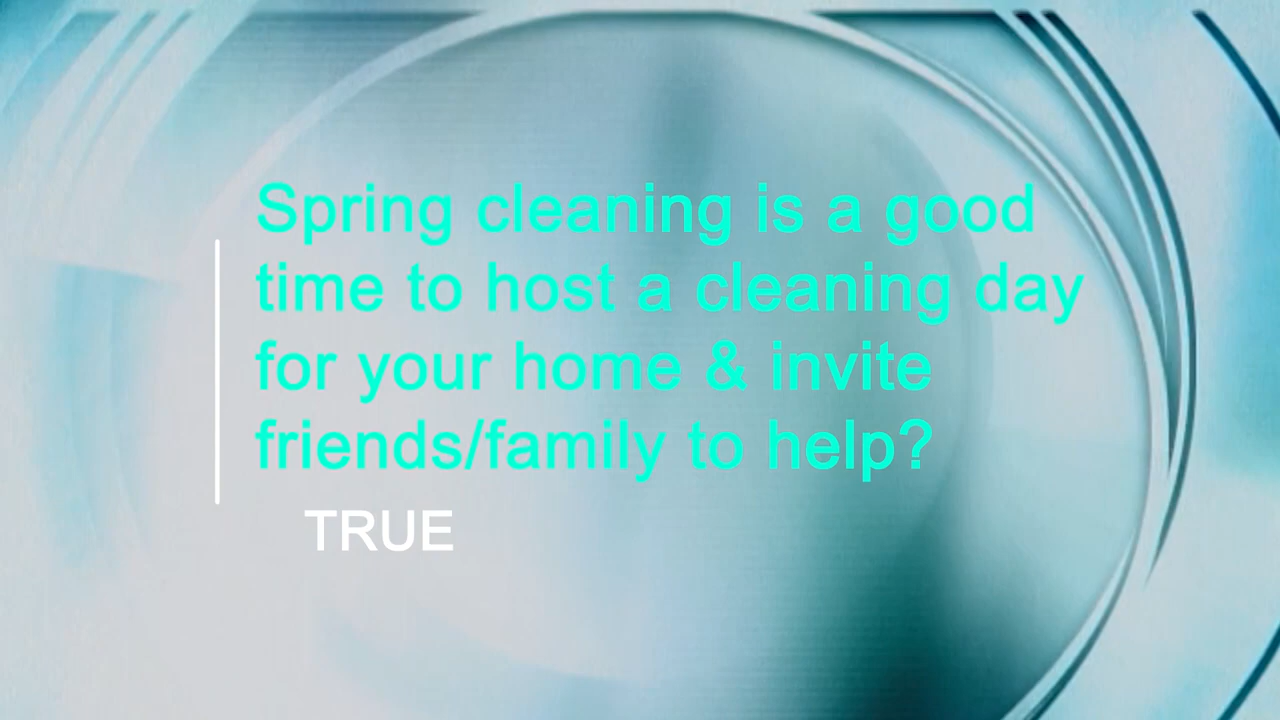 Spring cleaning is a good
time to host a cleaning day
for your home & invite
friends/family to help?
TRUE